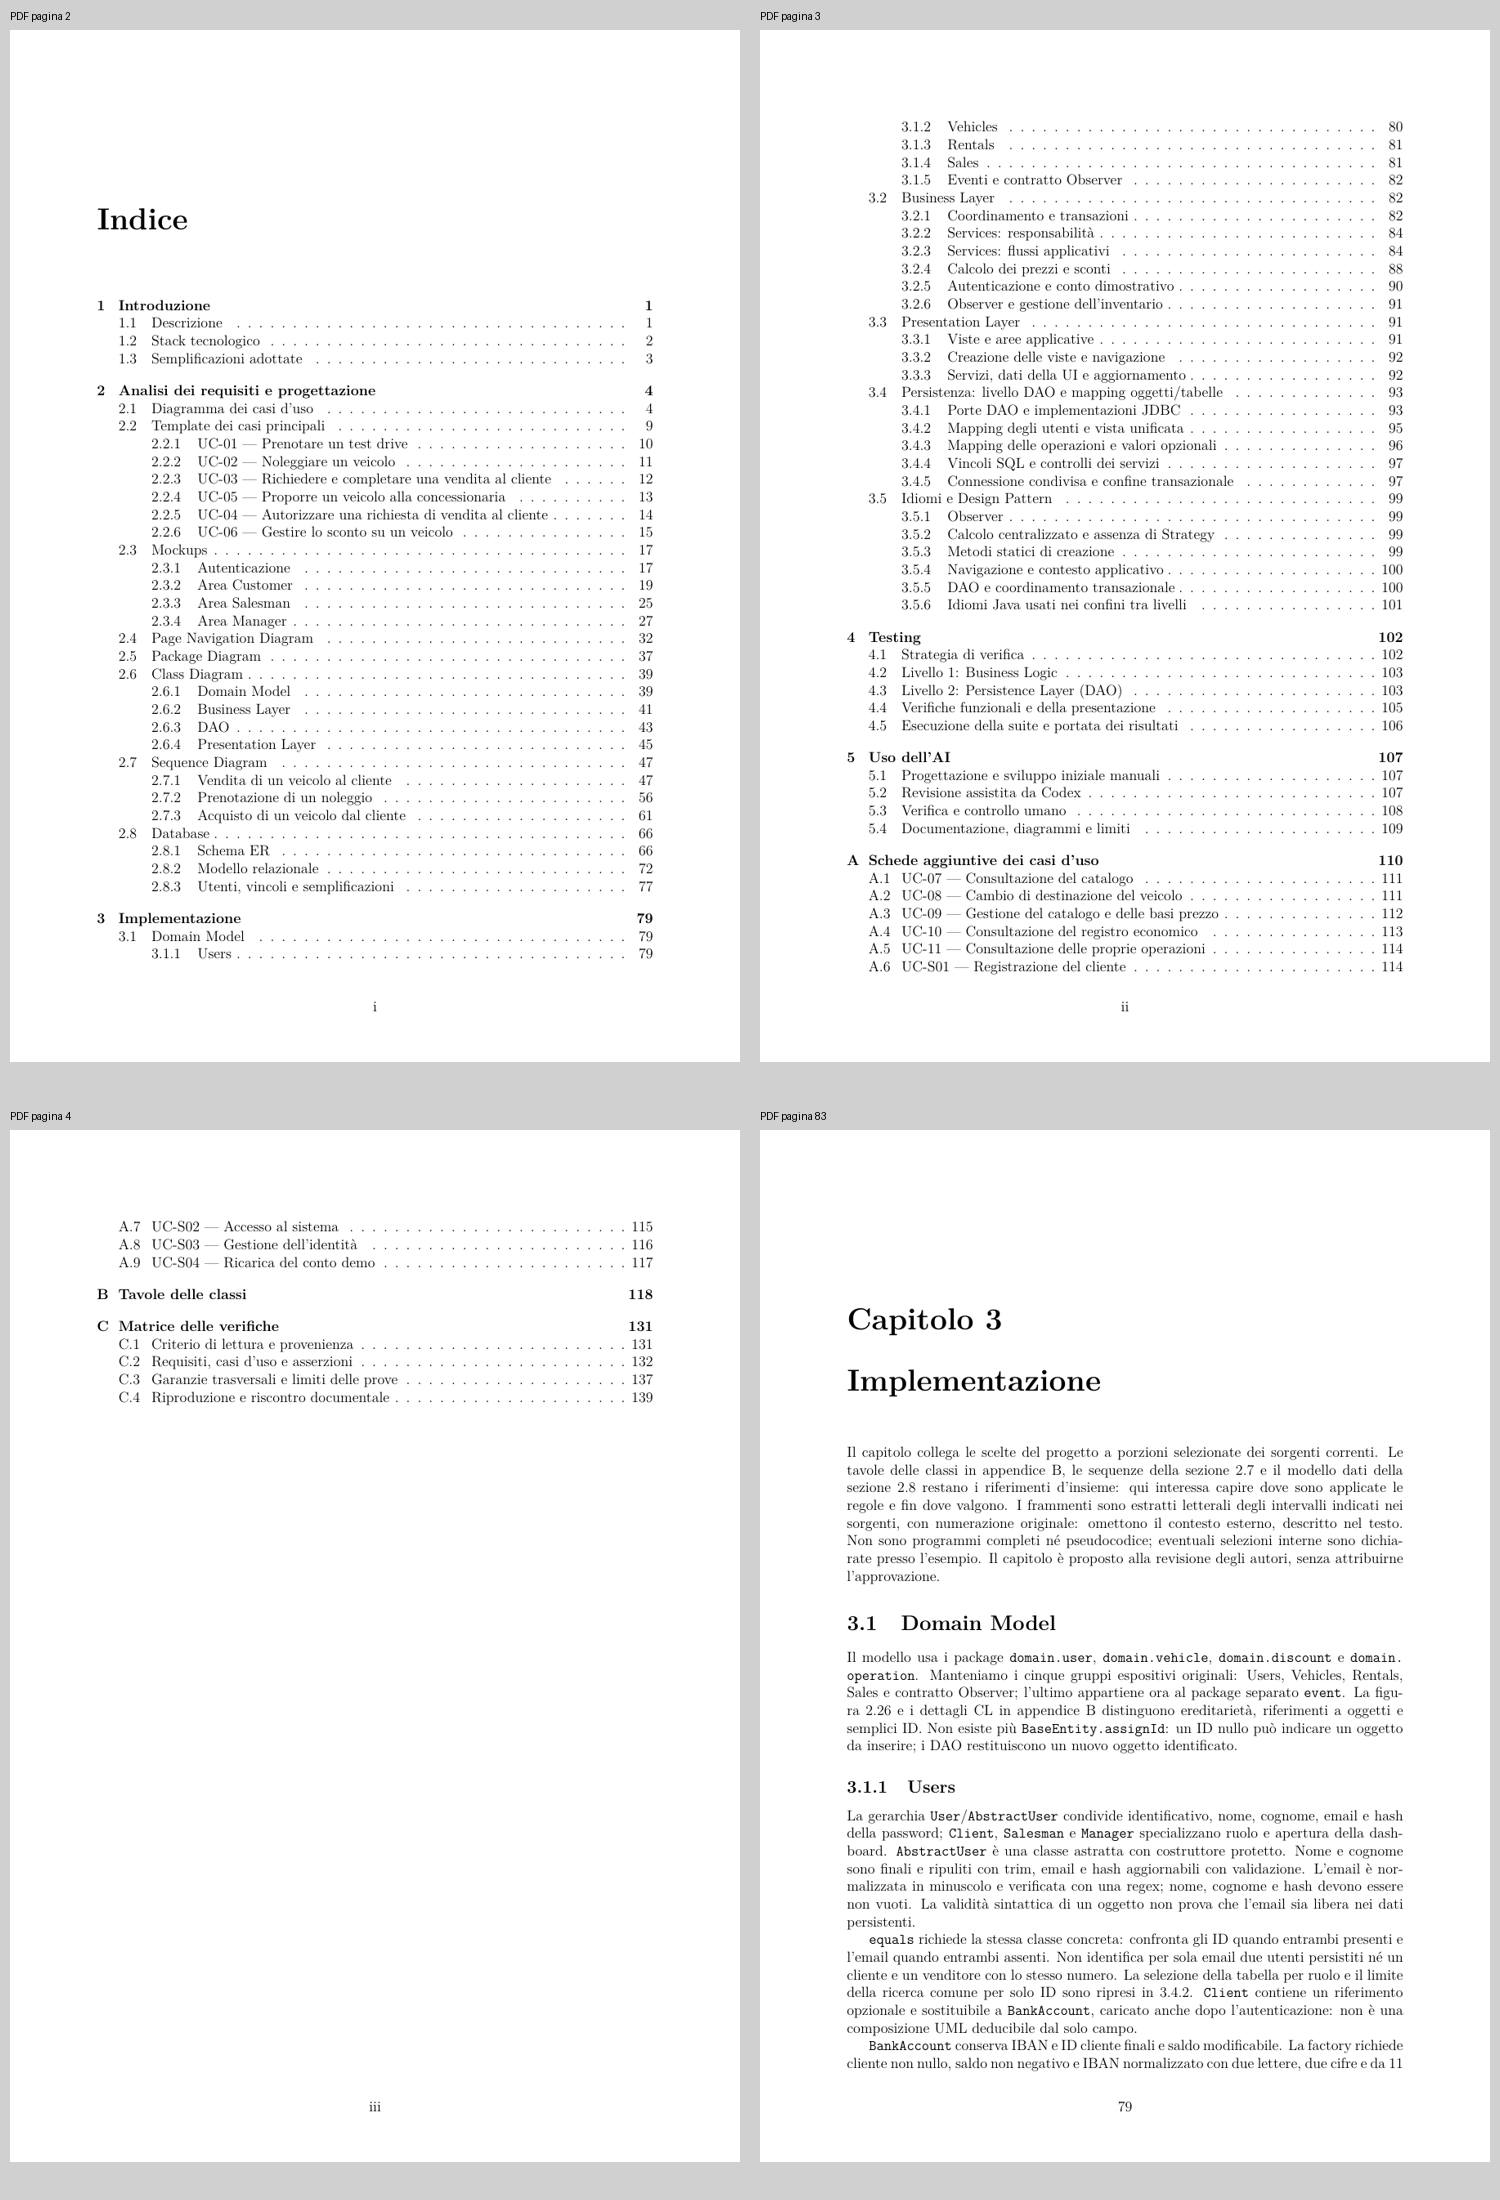 PDF pagina 2
Indice
1 Introduzione 1
1.1 Descrizione . . . . . . . . . . . . . . . . . . . . . . . . . . . . . . . . . . . 1
1.2 Stack tecnologico . . . . . . . . . . . . . . . . . . . . . . . . . . . . . . . . 2
1.3 Semplificazioni adottate . . . . . . . . . . . . . . . . . . . . . . . . . . . . 3
2 Analisi dei requisiti e progettazione 4
2.1 Diagramma dei casi d'uso . . . . . . . . . . . . . . . . . . . . . . . . . . . 4
2.2 Template dei casi principali . . . . . . . . . . . . . . . . . . . . . . . . . . 9
2.2.1 UC-01 — Prenotare un test drive . . . . . . . . . . . . . . . . . . . 10
2.2.2 UC-02 — Noleggiare un veicolo . . . . . . . . . . . . . . . . . . . . 11
2.2.3 UC-03 — Richiedere e completare una vendita al cliente . . . . . . 12
2.2.4 UC-05 — Proporre un veicolo alla concessionaria . . . . . . . . . . 13
2.2.5 UC-04 — Autorizzare una richiesta di vendita al cliente . . . . . . . 14
2.2.6 UC-06 — Gestire lo sconto su un veicolo . . . . . . . . . . . . . . . 15
2.3 Mockups . . . . . . . . . . . . . . . . . . . . . . . . . . . . . . . . . . . . 17
2.3.1 Autenticazione . . . . . . . . . . . . . . . . . . . . . . . . . . . . . 17
2.3.2 Area Customer . . . . . . . . . . . . . . . . . . . . . . . . . . . . . 19
2.3.3 Area Salesman . . . . . . . . . . . . . . . . . . . . . . . . . . . . . 25
2.3.4 Area Manager . . . . . . . . . . . . . . . . . . . . . . . . . . . . . 27
2.4 Page Navigation Diagram . . . . . . . . . . . . . . . . . . . . . . . . . . . 32
2.5 Package Diagram . . . . . . . . . . . . . . . . . . . . . . . . . . . . . . . . 37
2.6 Class Diagram . . . . . . . . . . . . . . . . . . . . . . . . . . . . . . . . . 39
2.6.1 Domain Model . . . . . . . . . . . . . . . . . . . . . . . . . . . . . 39
2.6.2 Business Layer . . . . . . . . . . . . . . . . . . . . . . . . . . . . . 41
2.6.3 DAO . . . . . . . . . . . . . . . . . . . . . . . . . . . . . . . . . . 43
2.6.4 Presentation Layer . . . . . . . . . . . . . . . . . . . . . . . . . . . 45
2.7 Sequence Diagram . . . . . . . . . . . . . . . . . . . . . . . . . . . . . . . 47
2.7.1 Vendita di un veicolo al cliente . . . . . . . . . . . . . . . . . . . . 47
2.7.2 Prenotazione di un noleggio . . . . . . . . . . . . . . . . . . . . . . 56
2.7.3 Acquisto di un veicolo dal cliente . . . . . . . . . . . . . . . . . . . 61
2.8 Database . . . . . . . . . . . . . . . . . . . . . . . . . . . . . . . . . . . . 66
2.8.1 Schema ER . . . . . . . . . . . . . . . . . . . . . . . . . . . . . . . 66
2.8.2 Modello relazionale . . . . . . . . . . . . . . . . . . . . . . . . . . . 72
2.8.3 Utenti, vincoli e semplificazioni . . . . . . . . . . . . . . . . . . . . 77
3 Implementazione 79
3.1 Domain Model . . . . . . . . . . . . . . . . . . . . . . . . . . . . . . . . . 79
3.1.1 Users . . . . . . . . . . . . . . . . . . . . . . . . . . . . . . . . . . 79
i
PDF pagina 3
3.1.2 Vehicles . . . . . . . . . . . . . . . . . . . . . . . . . . . . . . . . . 80
3.1.3 Rentals . . . . . . . . . . . . . . . . . . . . . . . . . . . . . . . . . 81
3.1.4 Sales . . . . . . . . . . . . . . . . . . . . . . . . . . . . . . . . . . . 81
3.1.5 Eventi e contratto Observer . . . . . . . . . . . . . . . . . . . . . . 82
3.2 Business Layer . . . . . . . . . . . . . . . . . . . . . . . . . . . . . . . . . 82
3.2.1 Coordinamento e transazioni . . . . . . . . . . . . . . . . . . . . . . 82
3.2.2 Services: responsabilità . . . . . . . . . . . . . . . . . . . . . . . . . 84
3.2.3 Services: flussi applicativi . . . . . . . . . . . . . . . . . . . . . . . 84
3.2.4 Calcolo dei prezzi e sconti . . . . . . . . . . . . . . . . . . . . . . . 88
3.2.5 Autenticazione e conto dimostrativo . . . . . . . . . . . . . . . . . . 90
3.2.6 Observer e gestione dell'inventario . . . . . . . . . . . . . . . . . . . 91
3.3 Presentation Layer . . . . . . . . . . . . . . . . . . . . . . . . . . . . . . . 91
3.3.1 Viste e aree applicative . . . . . . . . . . . . . . . . . . . . . . . . . 91
3.3.2 Creazione delle viste e navigazione . . . . . . . . . . . . . . . . . . 92
3.3.3 Servizi, dati della UI e aggiornamento . . . . . . . . . . . . . . . . . 92
3.4 Persistenza: livello DAO e mapping oggetti/tabelle . . . . . . . . . . . . . 93
3.4.1 Porte DAO e implementazioni JDBC . . . . . . . . . . . . . . . . . 93
3.4.2 Mapping degli utenti e vista unificata . . . . . . . . . . . . . . . . . 95
3.4.3 Mapping delle operazioni e valori opzionali . . . . . . . . . . . . . . 96
3.4.4 Vincoli SQL e controlli dei servizi . . . . . . . . . . . . . . . . . . . 97
3.4.5 Connessione condivisa e confine transazionale . . . . . . . . . . . . 97
3.5 Idiomi e Design Pattern . . . . . . . . . . . . . . . . . . . . . . . . . . . . 99
3.5.1 Observer . . . . . . . . . . . . . . . . . . . . . . . . . . . . . . . . . 99
3.5.2 Calcolo centralizzato e assenza di Strategy . . . . . . . . . . . . . . 99
3.5.3 Metodi statici di creazione . . . . . . . . . . . . . . . . . . . . . . . 99
3.5.4 Navigazione e contesto applicativo . . . . . . . . . . . . . . . . . . . 100
3.5.5 DAO e coordinamento transazionale . . . . . . . . . . . . . . . . . . 100
3.5.6 Idiomi Java usati nei confini tra livelli . . . . . . . . . . . . . . . . 101
4 Testing 102
4.1 Strategia di verifica . . . . . . . . . . . . . . . . . . . . . . . . . . . . . . . 102
4.2 Livello 1: Business Logic . . . . . . . . . . . . . . . . . . . . . . . . . . . . 103
4.3 Livello 2: Persistence Layer (DAO) . . . . . . . . . . . . . . . . . . . . . . 103
4.4 Verifiche funzionali e della presentazione . . . . . . . . . . . . . . . . . . . 105
4.5 Esecuzione della suite e portata dei risultati . . . . . . . . . . . . . . . . . 106
5 Uso dell'AI 107
5.1 Progettazione e sviluppo iniziale manuali . . . . . . . . . . . . . . . . . . . 107
5.2 Revisione assistita da Codex . . . . . . . . . . . . . . . . . . . . . . . . . . 107
5.3 Verifica e controllo umano . . . . . . . . . . . . . . . . . . . . . . . . . . . 108
5.4 Documentazione, diagrammi e limiti . . . . . . . . . . . . . . . . . . . . . 109
A Schede aggiuntive dei casi d'uso 110
A.1 UC-07 — Consultazione del catalogo . . . . . . . . . . . . . . . . . . . . . 111
A.2 UC-08 — Cambio di destinazione del veicolo . . . . . . . . . . . . . . . . . 111
A.3 UC-09 — Gestione del catalogo e delle basi prezzo . . . . . . . . . . . . . . 112
A.4 UC-10 — Consultazione del registro economico . . . . . . . . . . . . . . . 113
A.5 UC-11 — Consultazione delle proprie operazioni . . . . . . . . . . . . . . . 114
A.6 UC-S01 — Registrazione del cliente . . . . . . . . . . . . . . . . . . . . . . 114
ii
PDF pagina 4
A.7 UC-S02 — Accesso al sistema . . . . . . . . . . . . . . . . . . . . . . . . . 115
A.8 UC-S03 — Gestione dell'identità . . . . . . . . . . . . . . . . . . . . . . . 116
A.9 UC-S04 — Ricarica del conto demo . . . . . . . . . . . . . . . . . . . . . . 117
B Tavole delle classi 118
C Matrice delle verifiche 131
C.1 Criterio di lettura e provenienza . . . . . . . . . . . . . . . . . . . . . . . . 131
C.2 Requisiti, casi d'uso e asserzioni . . . . . . . . . . . . . . . . . . . . . . . . 132
C.3 Garanzie trasversali e limiti delle prove . . . . . . . . . . . . . . . . . . . . 137
C.4 Riproduzione e riscontro documentale . . . . . . . . . . . . . . . . . . . . . 139
iii
PDF pagina 83
Capitolo 3
Implementazione
Il capitolo collega le scelte del progetto a porzioni selezionate dei sorgenti correnti. Le
tavole delle classi in appendice B, le sequenze della sezione 2.7 e il modello dati della
sezione 2.8 restano i riferimenti d'insieme: qui interessa capire dove sono applicate le
regole e fin dove valgono. I frammenti sono estratti letterali degli intervalli indicati nei
sorgenti, con numerazione originale: omettono il contesto esterno, descritto nel testo.
Non sono programmi completi né pseudocodice; eventuali selezioni interne sono dichia-
rate presso l'esempio. Il capitolo è proposto alla revisione degli autori, senza attribuirne
l'approvazione.
3.1 Domain Model
Il modello usa i package domain.user, domain.vehicle, domain.discount e domain.
operation. Manteniamo i cinque gruppi espositivi originali: Users, Vehicles, Rentals,
Sales e contratto Observer; l'ultimo appartiene ora al package separato event. La figu-
ra 2.26 e i dettagli CL in appendice B distinguono ereditarietà, riferimenti a oggetti e
semplici ID. Non esiste più BaseEntity.assignId: un ID nullo può indicare un oggetto
da inserire; i DAO restituiscono un nuovo oggetto identificato.
3.1.1 Users
La gerarchia User/AbstractUser condivide identificativo, nome, cognome, email e hash
della password; Client, Salesman e Manager specializzano ruolo e apertura della dash-
board. AbstractUser è una classe astratta con costruttore protetto. Nome e cognome
sono finali e ripuliti con trim, email e hash aggiornabili con validazione. L'email è nor-
malizzata in minuscolo e verificata con una regex; nome, cognome e hash devono essere
non vuoti. La validità sintattica di un oggetto non prova che l'email sia libera nei dati
persistenti.
equals richiede la stessa classe concreta: confronta gli ID quando entrambi presenti e
l'email quando entrambi assenti. Non identifica per sola email due utenti persistiti né un
cliente e un venditore con lo stesso numero. La selezione della tabella per ruolo e il limite
della ricerca comune per solo ID sono ripresi in 3.4.2. Client contiene un riferimento
opzionale e sostituibile a BankAccount, caricato anche dopo l'autenticazione: non è una
composizione UML deducibile dal solo campo.
BankAccount conserva IBAN e ID cliente finali e saldo modificabile. La factory richiede
cliente non nullo, saldo non negativo e IBAN normalizzato con due lettere, due cifre e da 11
79